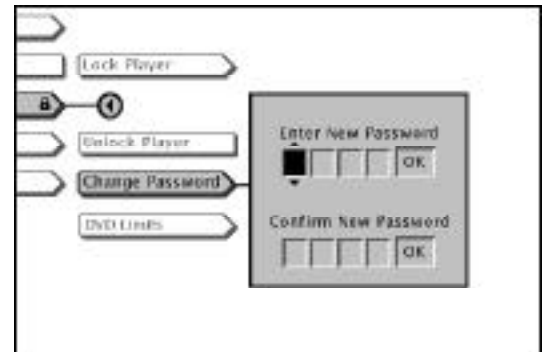 Lock Player
Unlock Player
Change Password
DVD Limits
Enter New Password
OK
Confirm New Password
OK